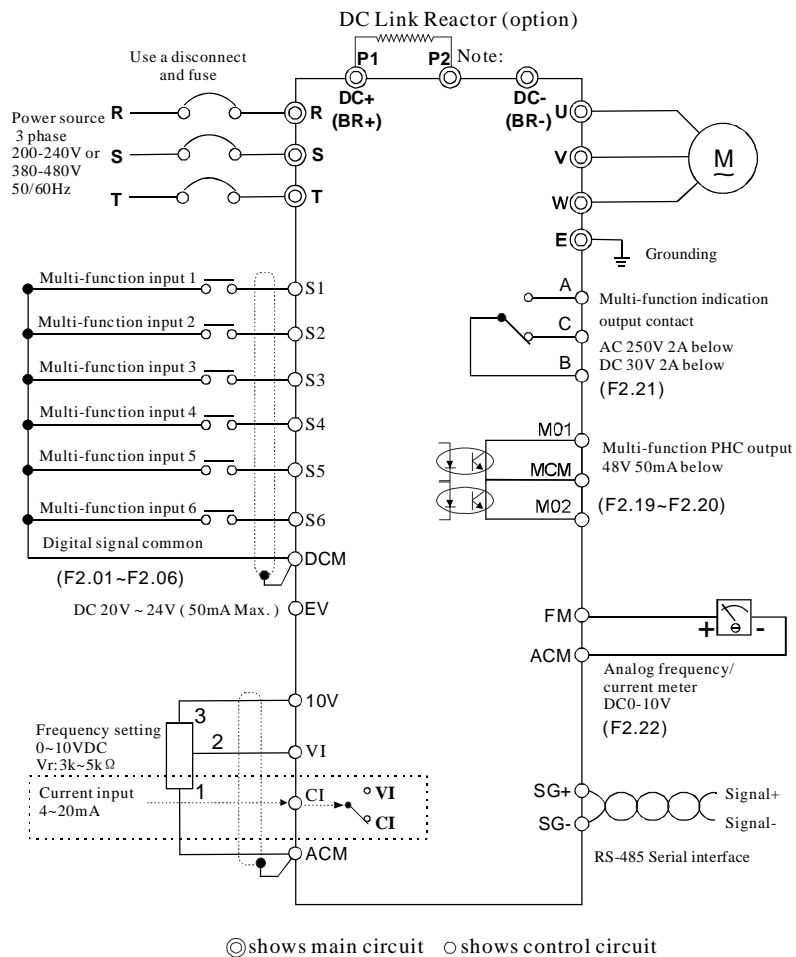 DC Link Reactor (option)
P1
P2 Note:
Use a disconnect
and fuse
DC+
(BR+)
DC-
(BR-)
Power source
3 phase
200-240V or
380-480V
50/60Hz
R
R
S
S
T
T
U
V
W
M
~
E
Grounding
Multi-function input 1
S1
Multi-function input 2
S2
Multi-function input 3
S3
Multi-function input 4
S4
Multi-function input 5
S5
Multi-function input 6
S6
Digital signal common
DCM
(F2.01~F2.06)
DC 20V ~ 24V ( 50mA Max. )
EV
A
C
B
Multi-function indication
output contact
AC 250V 2A below
DC 30V 2A below
(F2.21)
M01
MCM
M02
Multi-function PHC output
48V 50mA below
(F2.19~F2.20)
FM
+
-
ACM
Analog frequency/
current meter
DC0-10V
(F2.22)
10V
3
Frequency setting
0~10VDC
Vr:3k~5kΩ
2
VI
1
Current input
4~20mA
CI
VI
CI
ACM
SG+
SG-
Signal+
Signal-
RS-485 Serial interface
shows main circuit
shows control circuit